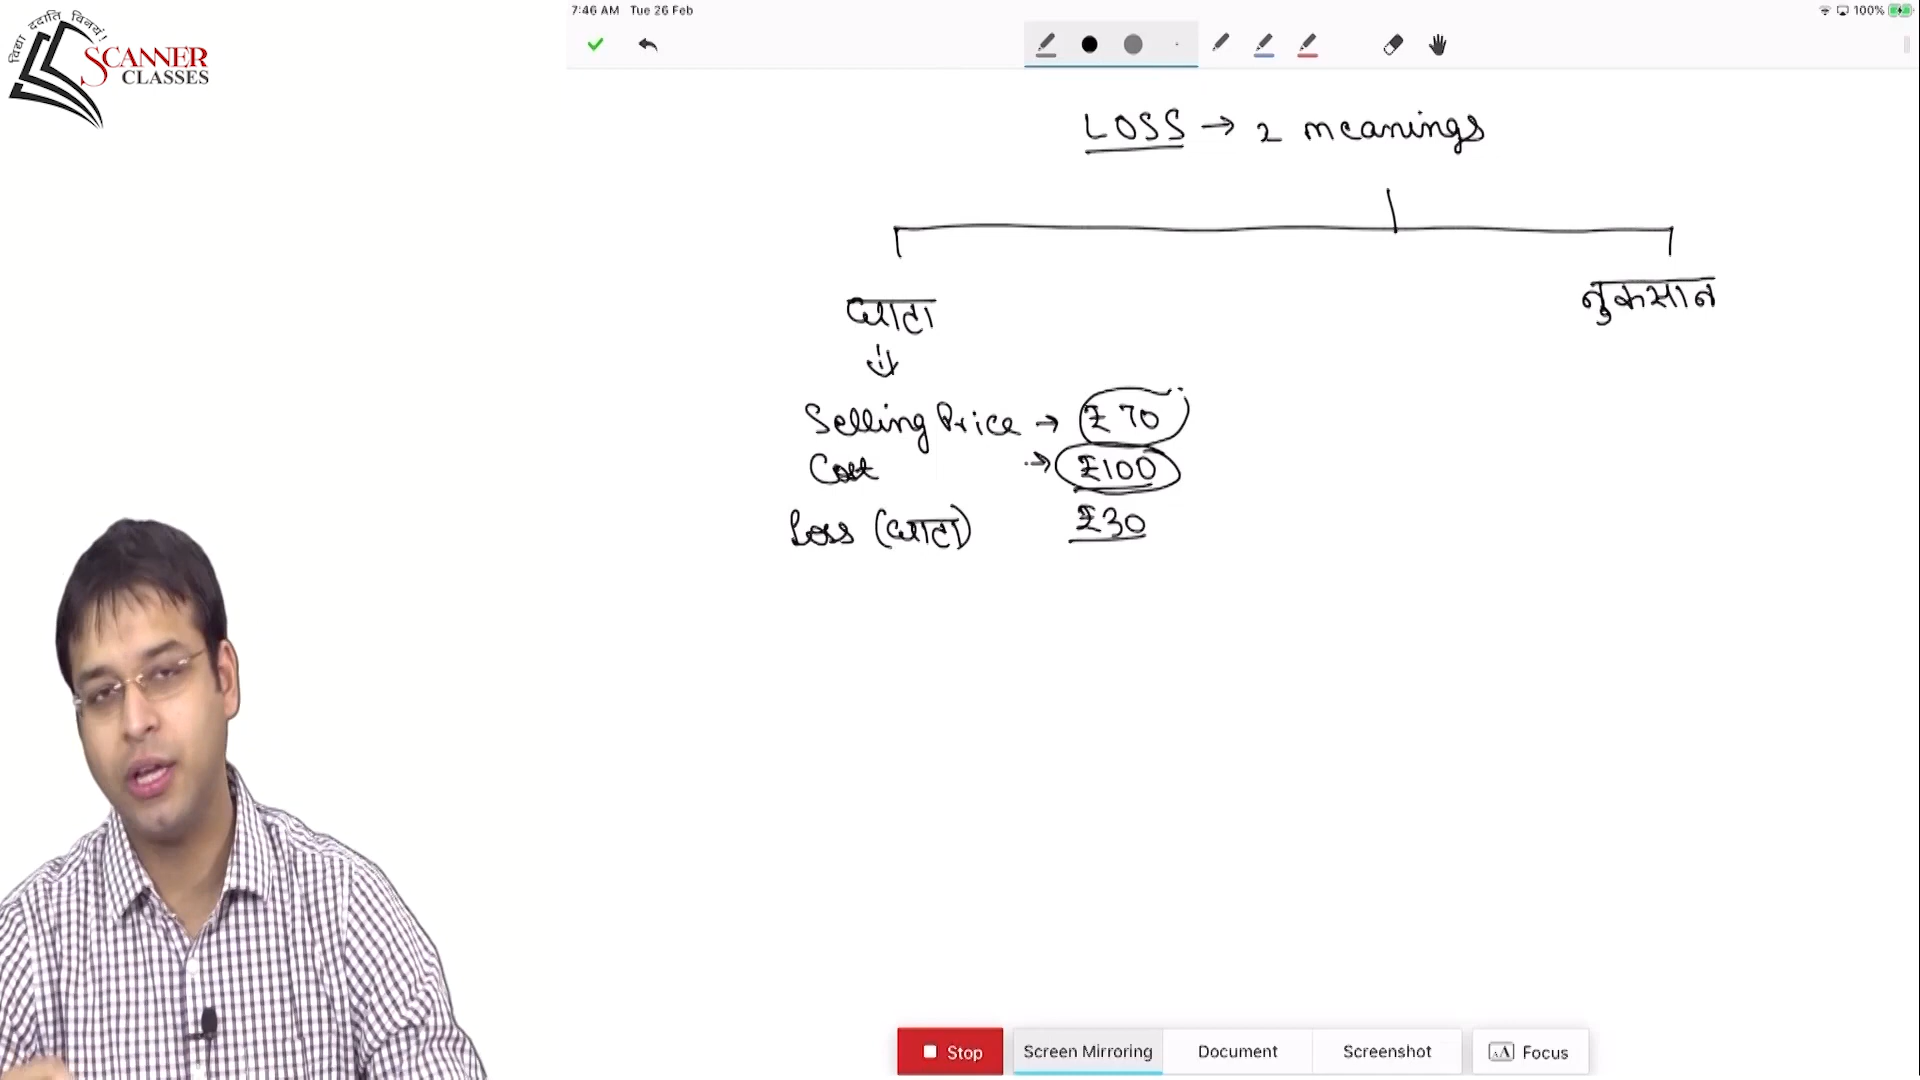 विद्या ददाति विनयं!
SCANNER
CLASSES
7:46 AM Tue 26 Feb
100%
LOSS → 2 meanings
घाटा
नुकसान
Selling Price → ₹ 70
Cost → ₹100
Loss (घाटा) ₹30
Stop
Screen Mirroring
Document
Screenshot
AA Focus